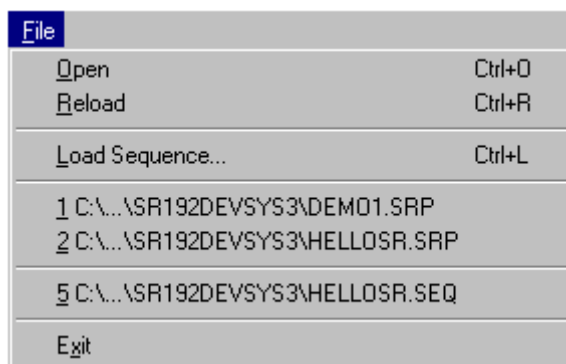 File
Open Ctrl+O
Reload Ctrl+R
Load Sequence... Ctrl+L
1 C:\...\SR192DEVSYS3\DEMO1.SRP
2 C:\...\SR192DEVSYS3\HELLOSR.SRP
5 C:\...\SR192DEVSYS3\HELLOSR.SEQ
Exit